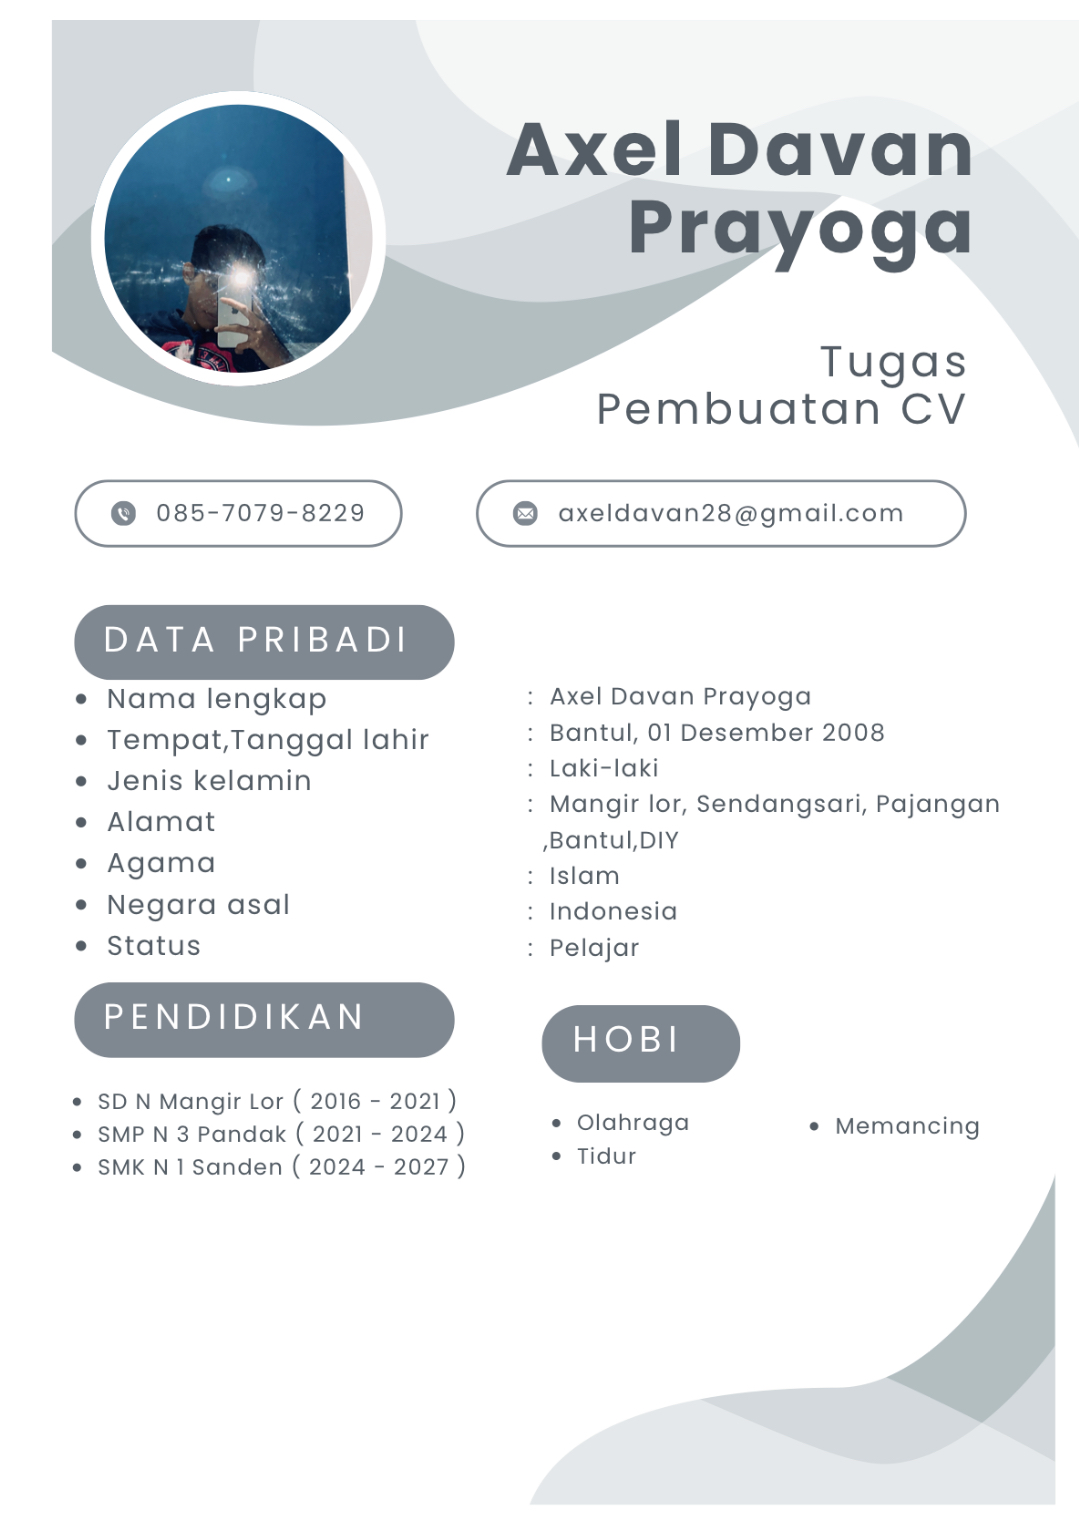 Axel Davan
Prayoga
Tugas
Pembuatan CV
085-7079-8229
axeldavan28@gmail.com
DATA PRIBADI
• Nama lengkap
• Tempat,Tanggal lahir
• Jenis kelamin
• Alamat
• Agama
• Negara asal
• Status
: Axel Davan Prayoga
: Bantul, 01 Desember 2008
: Laki-laki
: Mangir lor, Sendangsari, Pajangan
,Bantul,DIY
: Islam
: Indonesia
: Pelajar
PENDIDIKAN
• SD N Mangir Lor ( 2016 - 2021 )
• SMP N 3 Pandak ( 2021 - 2024 )
• SMK N 1 Sanden ( 2024 - 2027 )
HOBI
• Olahraga
• Tidur
• Memancing